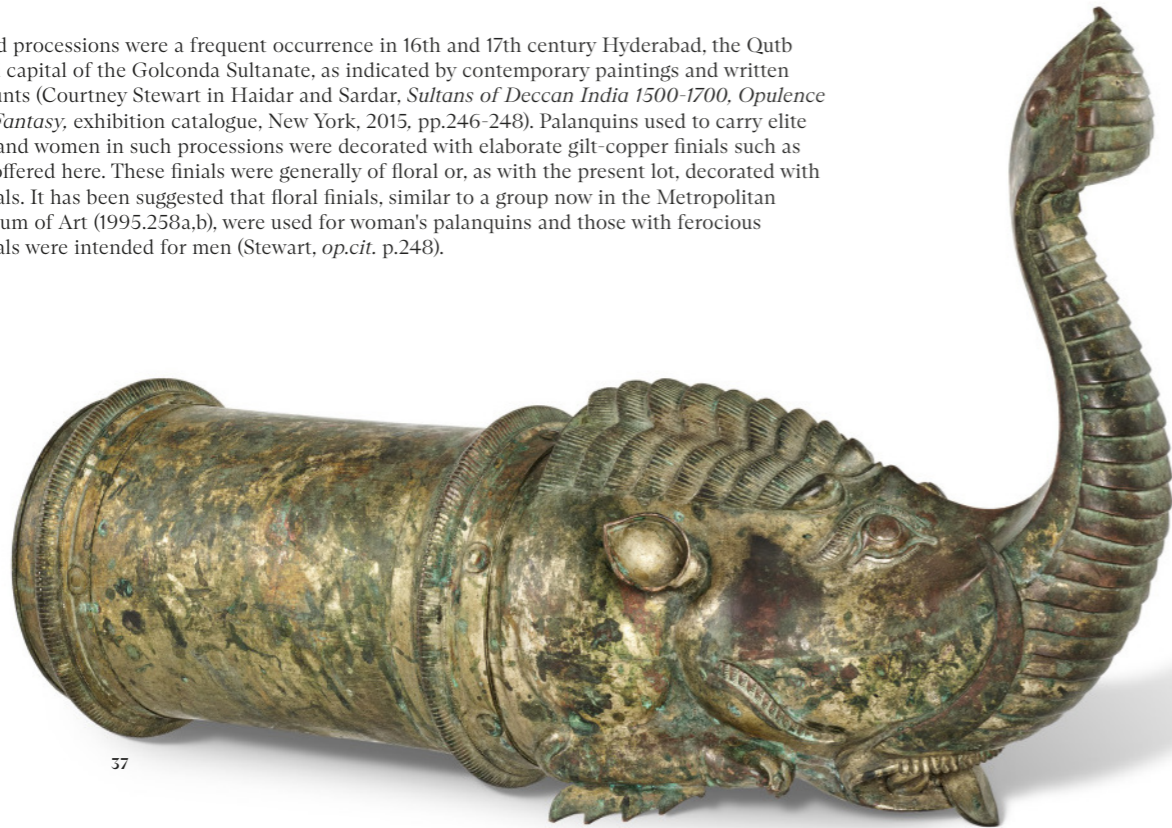 d processions were a frequent occurrence in 16th and 17th century Hyderabad, the Qutb
capital of the Golconda Sultanate, as indicated by contemporary paintings and written
unts (Courtney Stewart in Haidar and Sardar, Sultans of Deccan India 1500-1700, Opulence
Fantasy, exhibition catalogue, New York, 2015, pp.246-248). Palanquins used to carry elite
and women in such processions were decorated with elaborate gilt-copper finials such as
offered here. These finials were generally of floral or, as with the present lot, decorated with
als. It has been suggested that floral finials, similar to a group now in the Metropolitan
um of Art (1995.258a,b), were used for woman's palanquins and those with ferocious
als were intended for men (Stewart, op.cit. p.248).
37